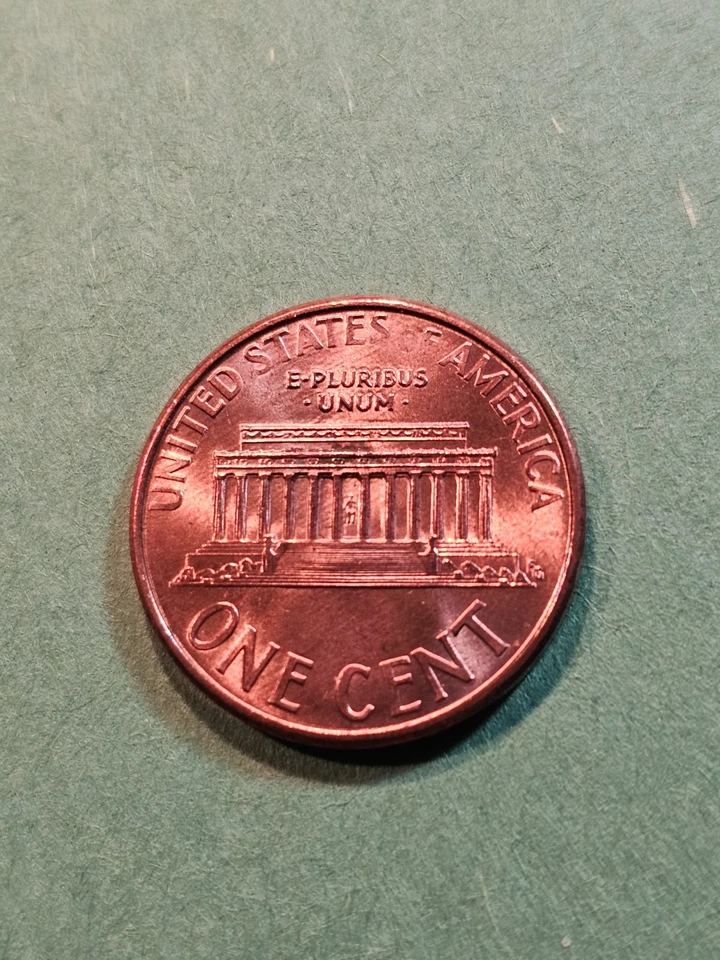 UNITED STATES OF AMERICA
E·PLURIBUS
·UNUM·
ONE CENT